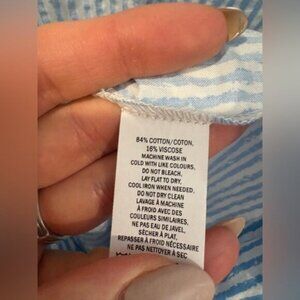 84% COTTON/COTON,
16% VISCOSE
MACHINE WASH IN
COLD WITH LIKE COLOURS,
DO NOT BLEACH,
LAY FLAT TO DRY,
COOL IRON WHEN NEEDED,
DO NOT DRY CLEAN
LAVAGE À MACHINE
À FROID AVEC DES
COULEURS SIMILAIRES,
NE PAS EAU DE JAVEL,
SÉCHER À PLAT,
REPASSER À FROID NÉCESSAIRE
NE PAS NETTOYER À SEC